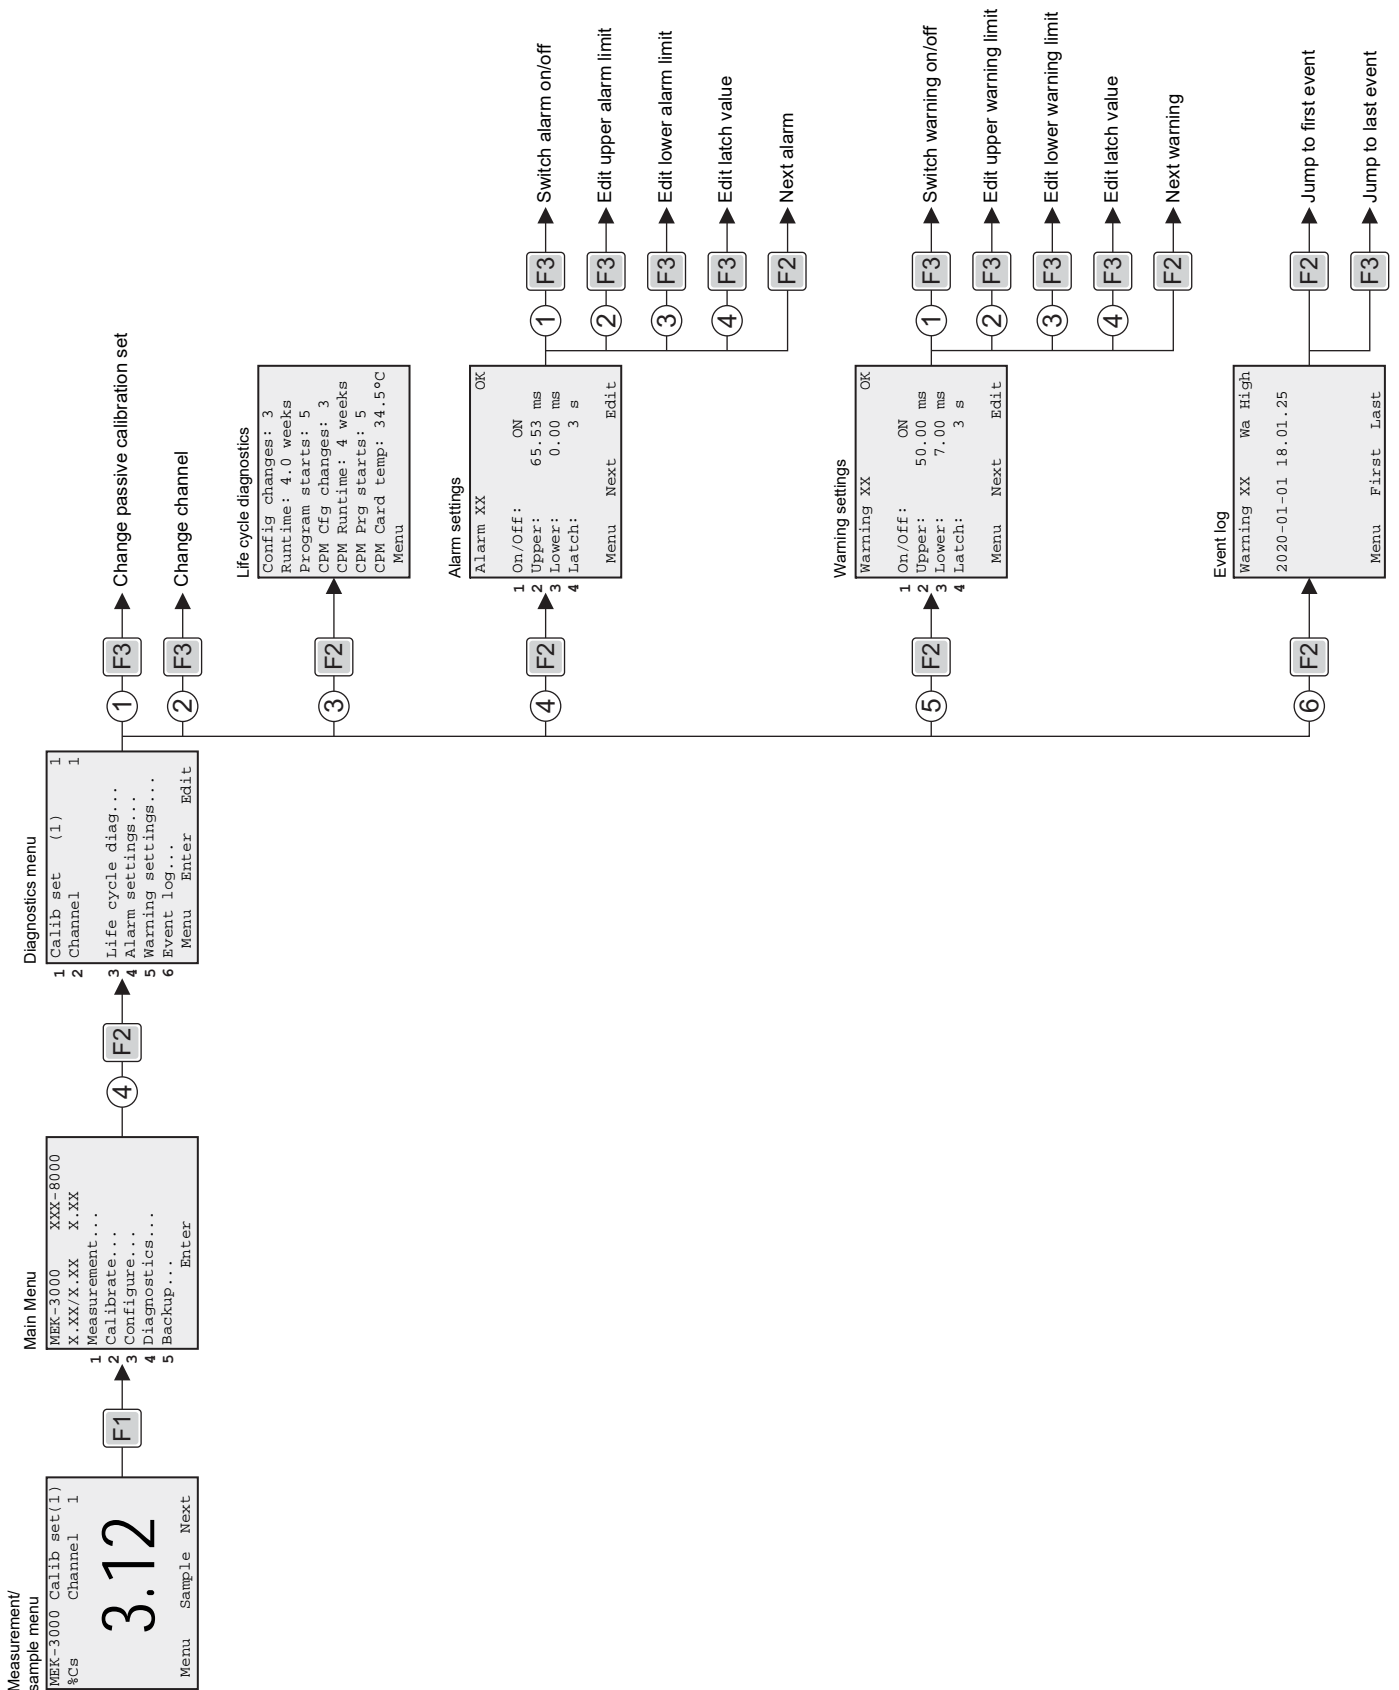 Measurement/
sample menu
MEK-3000 Calib set(1)
%Cs Channel 1
3.12
Menu Sample Next
F1
Main Menu
MEK-3000 XXX-8000
X.XX/X.XX X.XX
1 Measurement...
2 Calibrate...
3 Configure...
4 Diagnostics...
5 Backup...
Enter
4
F2
Diagnostics menu
1 Calib set (1) 1
2 Channel 1
3 Life cycle diag...
4 Alarm settings...
5 Warning settings...
6 Event log...
Menu Enter Edit
1 F3 Change passive calibration set
2 F3 Change channel
3 F2
Life cycle diagnostics
Config changes: 3
Runtime: 4.0 weeks
Program starts: 5
CPM Cfg changes: 3
CPM Runtime: 4 weeks
CPM Prg starts: 5
CPM Card temp: 34.5°C
Menu
4 F2
Alarm settings
Alarm XX OK
1 On/Off: ON
2 Upper: 65.53 ms
3 Lower: 0.00 ms
4 Latch: 3 s
Menu Next Edit
1 F3 Switch alarm on/off
2 F3 Edit upper alarm limit
3 F3 Edit lower alarm limit
4 F3 Edit latch value
F2 Next alarm
5 F2
Warning settings
Warning XX OK
1 On/Off: ON
2 Upper: 50.00 ms
3 Lower: 7.00 ms
4 Latch: 3 s
Menu Next Edit
1 F3 Switch warning on/off
2 F3 Edit upper warning limit
3 F3 Edit lower warning limit
4 F3 Edit latch value
F2 Next warning
6 F2
Event log
Warning XX Wa High
2020-01-01 18.01.25
Menu First Last
F2 Jump to first event
F3 Jump to last event